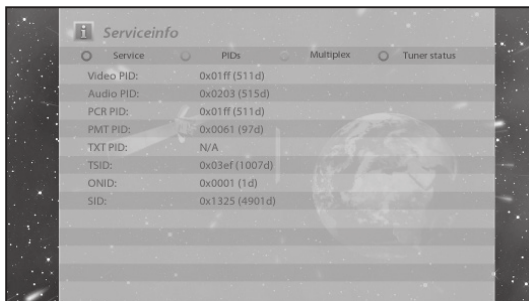 i Serviceinfo
Service PIDs Multiplex Tuner status
Video PID: 0x01ff (511d)
Audio PID: 0x0203 (515d)
PCR PID: 0x01ff (511d)
PMT PID: 0x0061 (97d)
TXT PID: N/A
TSID: 0x03ef (1007d)
ONID: 0x0001 (1d)
SID: 0x1325 (4901d)